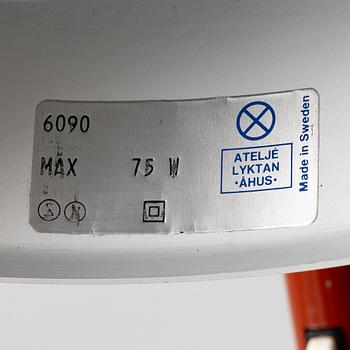 6090
MAX 75 W
S N
ATELJÉ
LYKTAN
·ÅHUS·
Made in Sweden